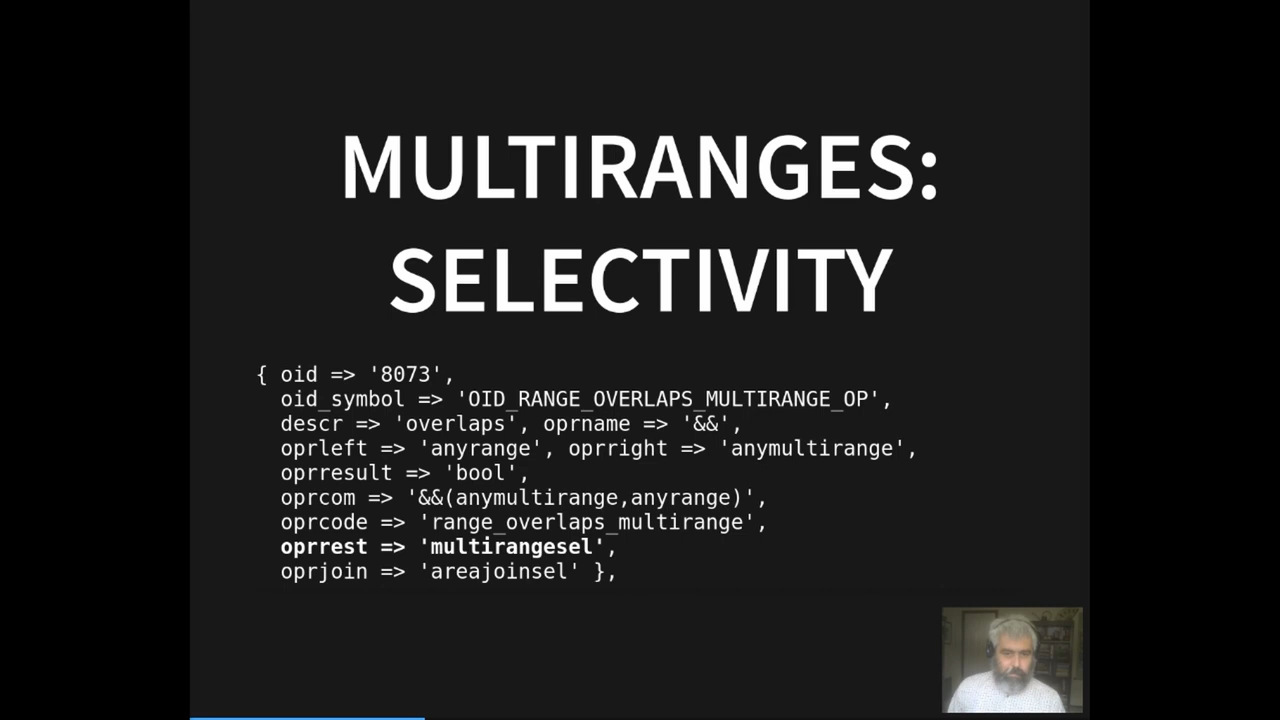 MULTIRANGES:
SELECTIVITY
{ oid => '8073',
  oid_symbol => 'OID_RANGE_OVERLAPS_MULTIRANGE_OP',
  descr => 'overlaps', oprname => '&&',
  oprleft => 'anyrange', oprright => 'anymultirange',
  oprresult => 'bool',
  oprcom => '&&(anymultirange,anyrange)',
  oprcode => 'range_overlaps_multirange',
  oprrest => 'multirangesel',
  oprjoin => 'areajoinsel' },